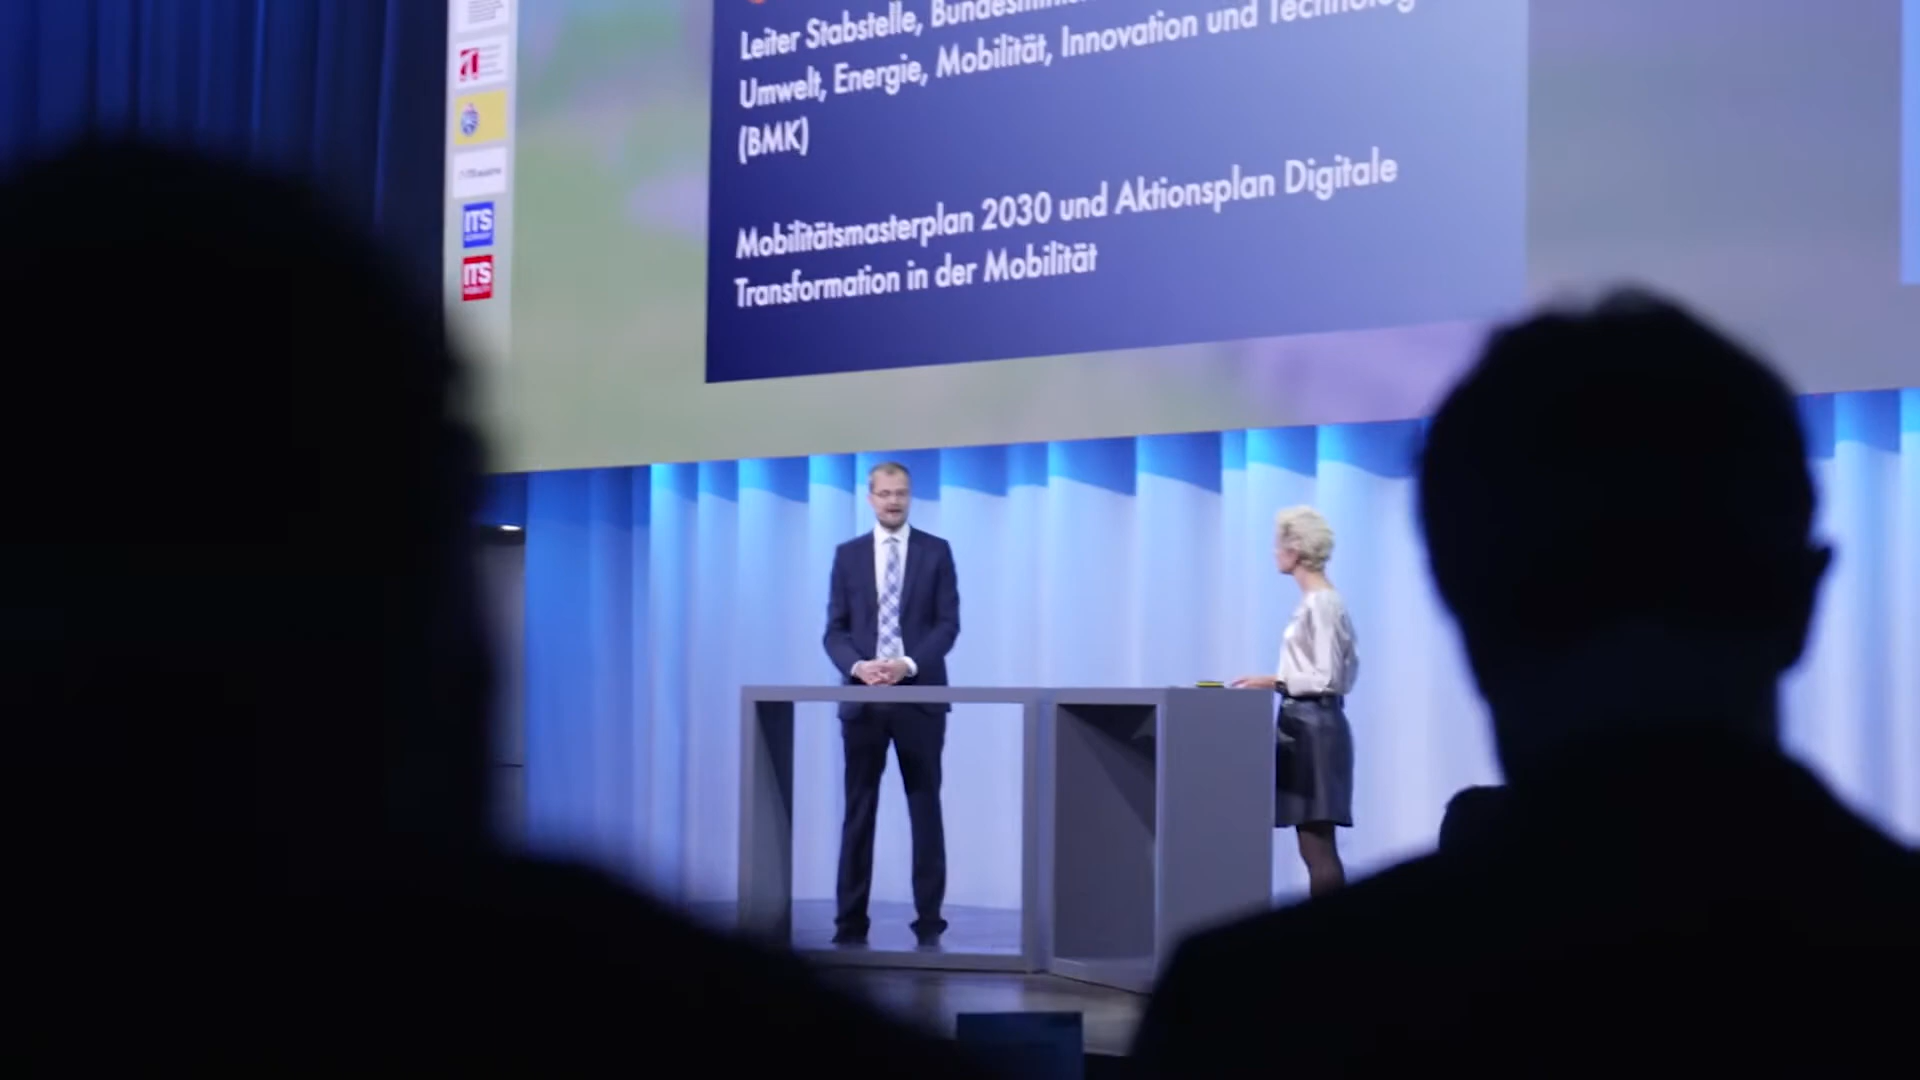 Leiter Stabstelle,
Umwelt, Energie, Mobilität, Innovation und
(BMK)
Mobilitätsmasterplan 2030 und Aktionsplan Digitale
Transformation in der Mobilität
ITS
ITS